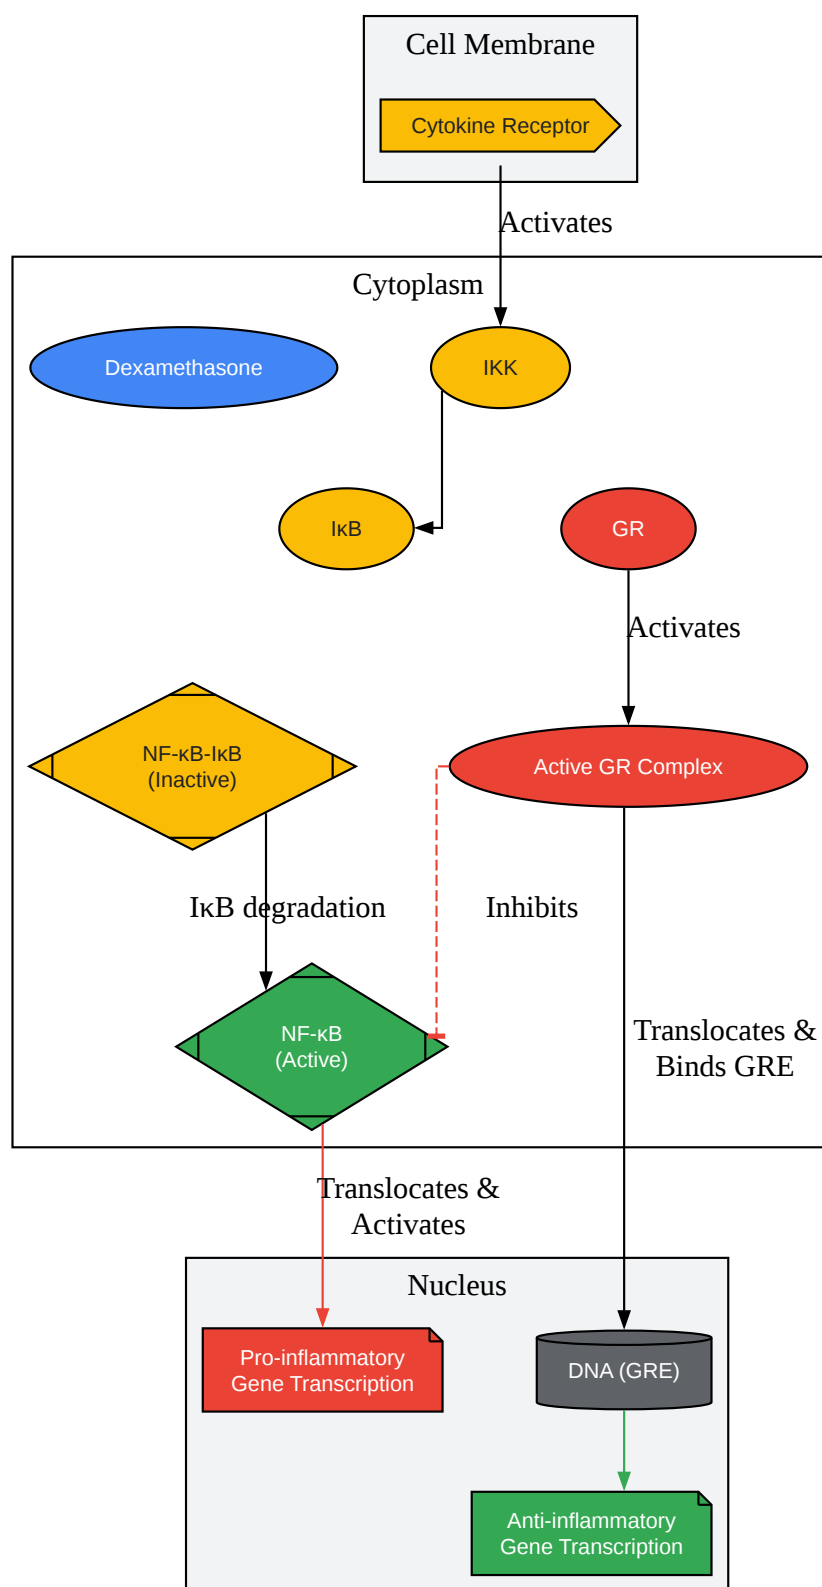 Cell Membrane
Cytokine Receptor
Activates
Cytoplasm
Dexamethasone
IKK
IκB
GR
Activates
NF-κB-IκB
(Inactive)
Active GR Complex
IκB degradation
Inhibits
NF-κB
(Active)
Translocates &
Binds GRE
Translocates &
Activates
Nucleus
Pro-inflammatory
Gene Transcription
DNA (GRE)
Anti-inflammatory
Gene Transcription